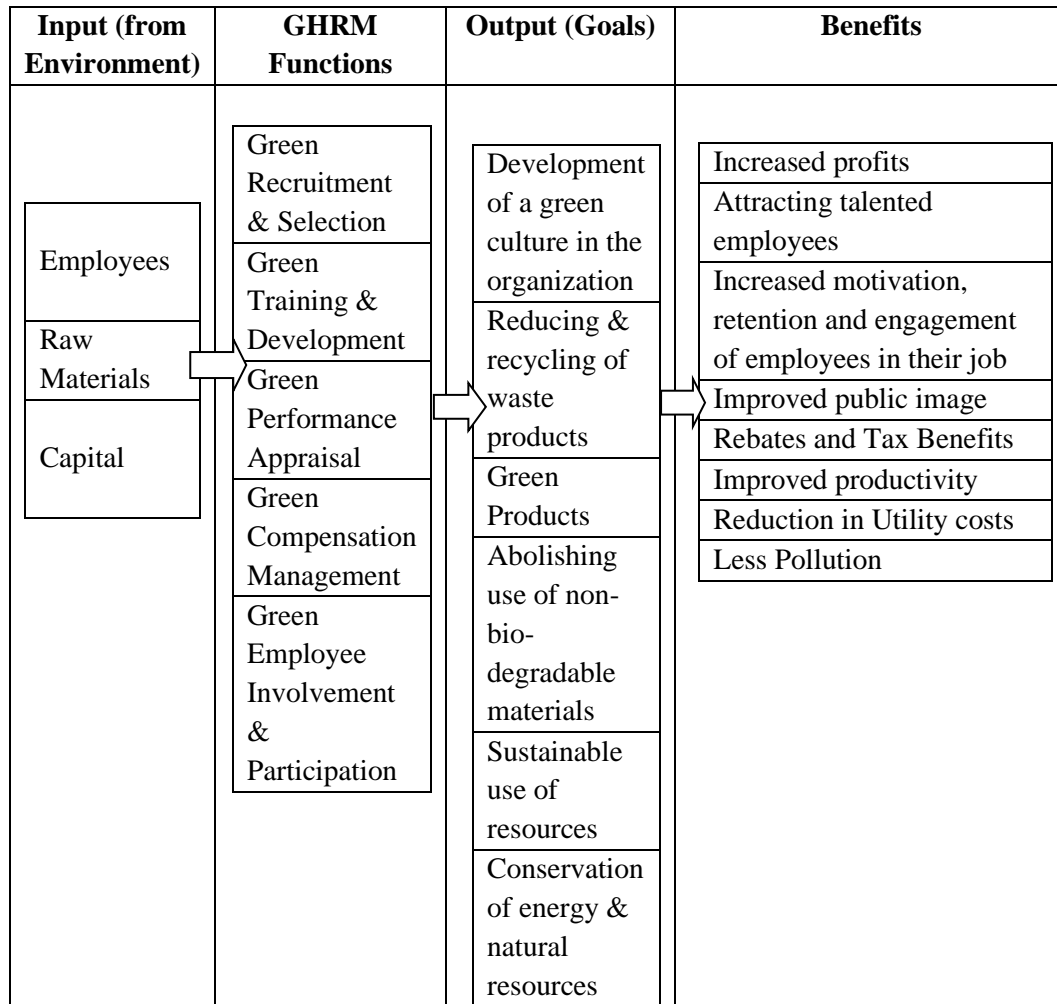 Input (from
Environment)
GHRM
Functions
Output (Goals)
Benefits
Employees
Raw
Materials
Capital
Green
Recruitment
& Selection
Green
Training &
Development
Green
Performance
Appraisal
Green
Compensation
Management
Green
Employee
Involvement
&
Participation
Development
of a green
culture in the
organization
Reducing &
recycling of
waste
products
Green
Products
Abolishing
use of non-
bio-
degradable
materials
Sustainable
use of
resources
Conservation
of energy &
natural
resources
Increased profits
Attracting talented
employees
Increased motivation,
retention and engagement
of employees in their job
Improved public image
Rebates and Tax Benefits
Improved productivity
Reduction in Utility costs
Less Pollution